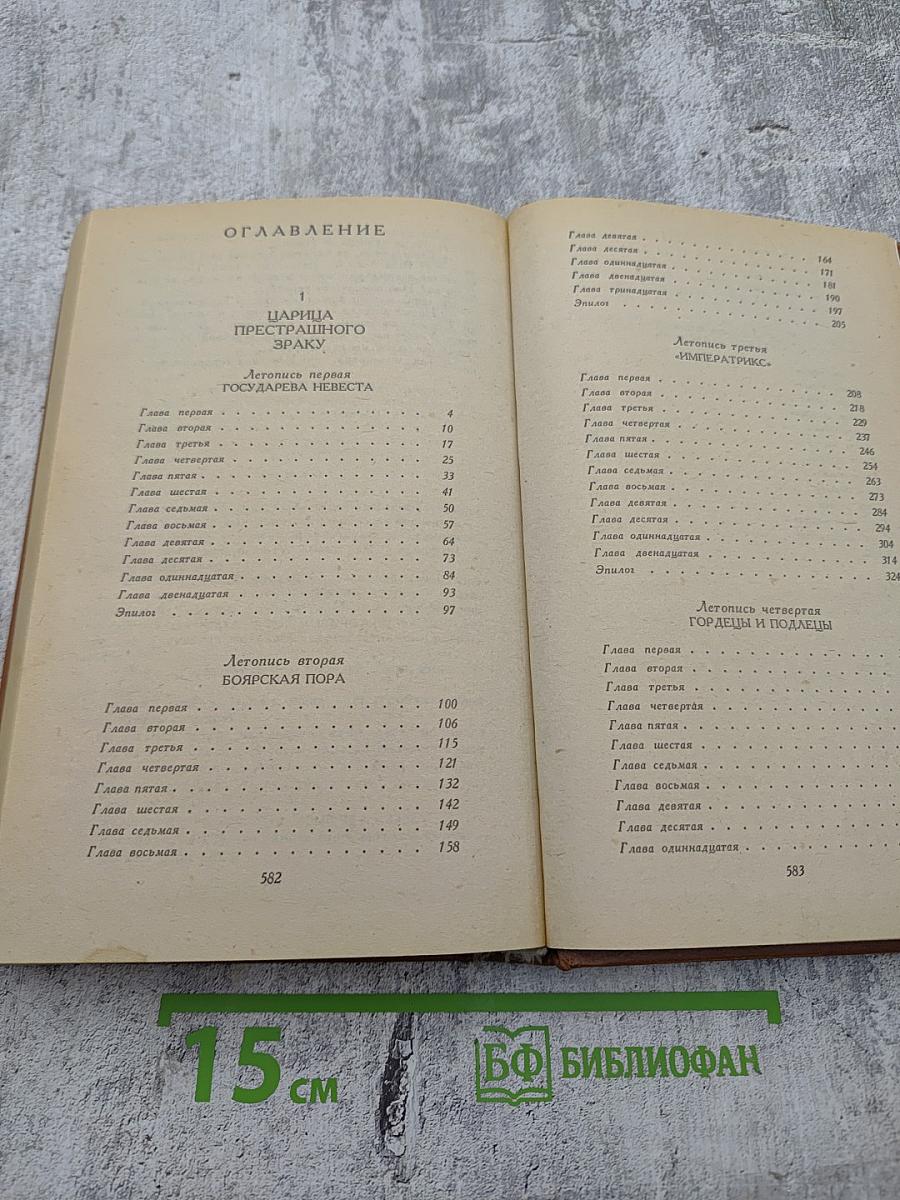 ОГЛАВЛЕНИЕ
1
ЦАРИЦА
ПРЕСТРАШНОГО
ЗРАКУ
Летопись первая
ГОСУДАРЕВА НЕВЕСТА
Глава первая . . . . . . . . . . . . 4
Глава вторая . . . . . . . . . . . . 10
Глава третья . . . . . . . . . . . . 17
Глава четвертая . . . . . . . . . . . . 25
Глава пятая . . . . . . . . . . . . 33
Глава шестая . . . . . . . . . . . . 41
Глава седьмая . . . . . . . . . . . . 50
Глава восьмая . . . . . . . . . . . . 57
Глава девятая . . . . . . . . . . . . 64
Глава десятая . . . . . . . . . . . . 73
Глава одиннадцатая . . . . . . . . . . . . 84
Глава двенадцатая . . . . . . . . . . . . 93
Эпилог . . . . . . . . . . . . 97
Летопись вторая
БОЯРСКАЯ ПОРА
Глава первая . . . . . . . . . . . . 100
Глава вторая . . . . . . . . . . . . 106
Глава третья . . . . . . . . . . . . 115
Глава четвертая . . . . . . . . . . . . 121
Глава пятая . . . . . . . . . . . . 132
Глава шестая . . . . . . . . . . . . 142
Глава седьмая . . . . . . . . . . . . 149
Глава восьмая . . . . . . . . . . . . 158
582
Глава девятая . . . . . . . . . . . . 164
Глава десятая . . . . . . . . . . . . 171
Глава одиннадцатая . . . . . . . . . . . . 181
Глава двенадцатая . . . . . . . . . . . . 190
Глава тринадцатая . . . . . . . . . . . . 197
Эпилог . . . . . . . . . . . . 205
Летопись третья
«ИМПЕРАТРИКС»
Глава первая . . . . . . . . . . . . 208
Глава вторая . . . . . . . . . . . . 218
Глава третья . . . . . . . . . . . . 229
Глава четвертая . . . . . . . . . . . . 237
Глава пятая . . . . . . . . . . . . 246
Глава шестая . . . . . . . . . . . . 254
Глава седьмая . . . . . . . . . . . . 263
Глава восьмая . . . . . . . . . . . . 273
Глава девятая . . . . . . . . . . . . 284
Глава десятая . . . . . . . . . . . . 294
Глава одиннадцатая . . . . . . . . . . . . 304
Глава двенадцатая . . . . . . . . . . . . 314
Эпилог . . . . . . . . . . . . 324
Летопись четвертая
ГОРДЕЦЫ И ПОДЛЕЦЫ
Глава первая . . . . . . . . . . . .
Глава вторая . . . . . . . . . . . .
Глава третья . . . . . . . . . . . .
Глава четвертая . . . . . . . . . . . .
Глава пятая . . . . . . . . . . . .
Глава шестая . . . . . . . . . . . .
Глава седьмая . . . . . . . . . . . .
Глава восьмая . . . . . . . . . . . .
Глава девятая . . . . . . . . . . . .
Глава десятая . . . . . . . . . . . .
Глава одиннадцатая . . . . . . . . . . . .
583
15 см
БФ БИБЛИОФАН